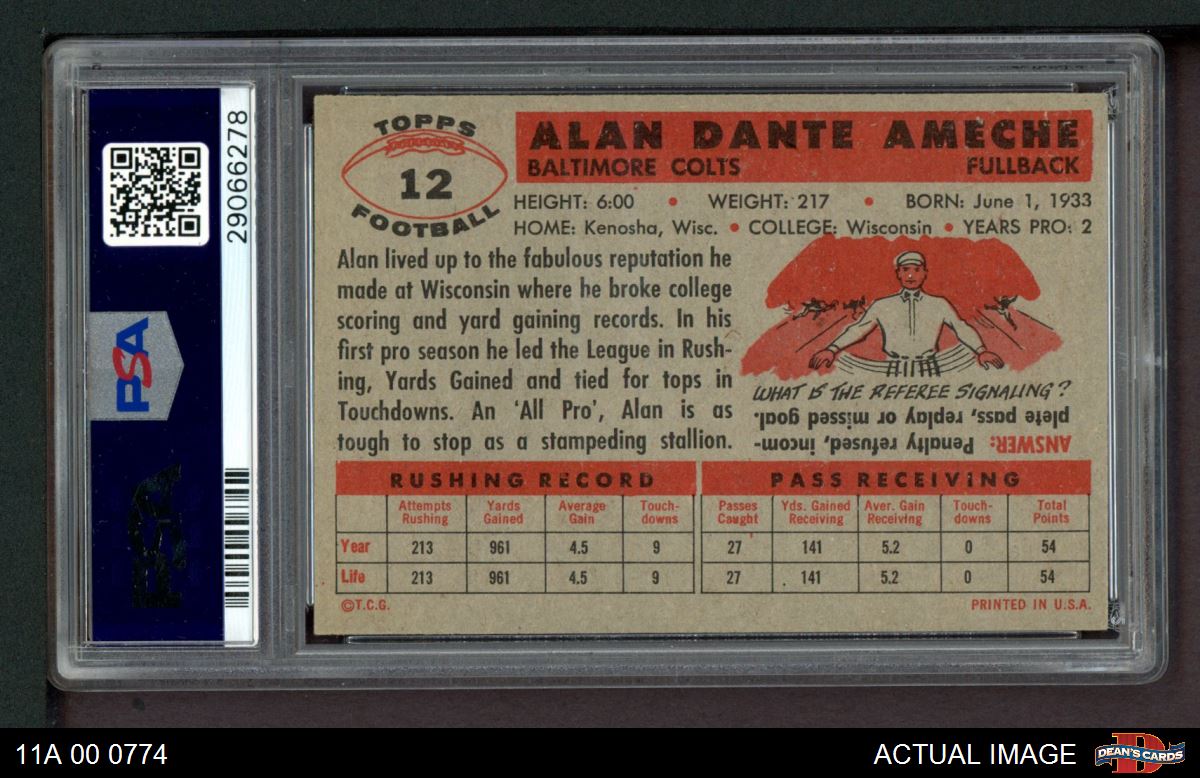 29066278
PSA
TOPPS
12
FOOTBALL
ALAN DANTE AMECHE
BALTIMORE COLTS FULLBACK
HEIGHT: 6:00 • WEIGHT: 217 • BORN: June 1, 1933
HOME: Kenosha, Wisc. • COLLEGE: Wisconsin • YEARS PRO: 2
Alan lived up to the fabulous reputation he
made at Wisconsin where he broke college
scoring and yard gaining records. In his
first pro season he led the League in Rush-
ing, Yards Gained and tied for tops in
Touchdowns. An ‘All Pro’, Alan is as
tough to stop as a stampeding stallion.
WHAT IS THE REFEREE SIGNALING?
ANSWER: Penalty refused, incom-
plete pass, replay or missed goal.
RUSHING RECORD PASS RECEIVING
Attempts Rushing Yards Gained Average Gain Touch-downs Passes Caught Yds. Gained Receiving Aver. Gain Receiving Touch-downs Total Points
Year 213 961 4.5 9 27 141 5.2 0 54
Life 213 961 4.5 9 27 141 5.2 0 54
©T.C.G. PRINTED IN U.S.A.
11A 00 0774 ACTUAL IMAGE
D
DEAN'S CARDS